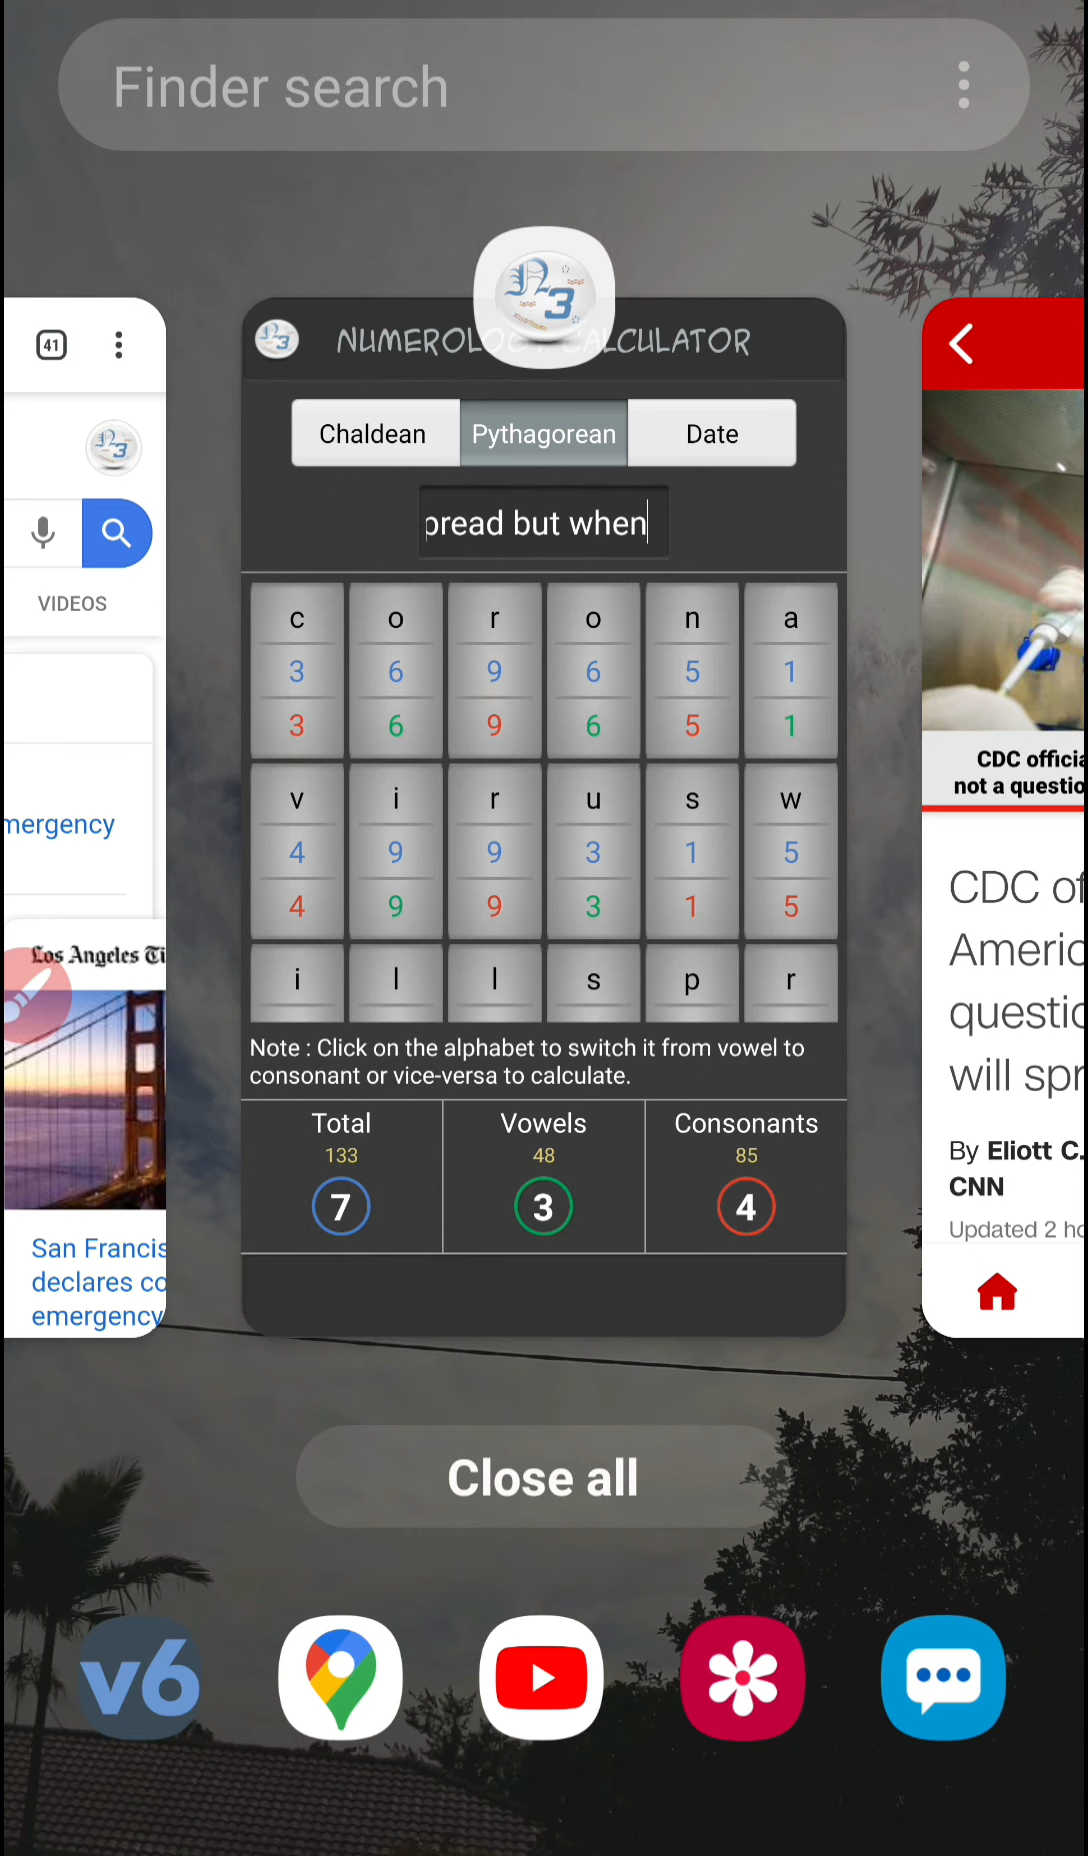 Finder search
41
NUMEROLOGY CALCULATOR
Chaldean Pythagorean Date
pread but when
VIDEOS
c o r o n a
3 6 9 6 5 1
3 6 9 6 5 1
v i r u s w
4 9 9 3 1 5
4 9 9 3 1 5
i l l s p r
Note : Click on the alphabet to switch it from vowel to
consonant or vice-versa to calculate.
Total Vowels Consonants
133 48 85
7 3 4
mergency
Los Angeles Ti
San Francis
declares co
emergency
CDC officia
not a questio
CDC of
Americ
questio
will spr
By Eliott C.
CNN
Updated 2 ho
Close all
v6